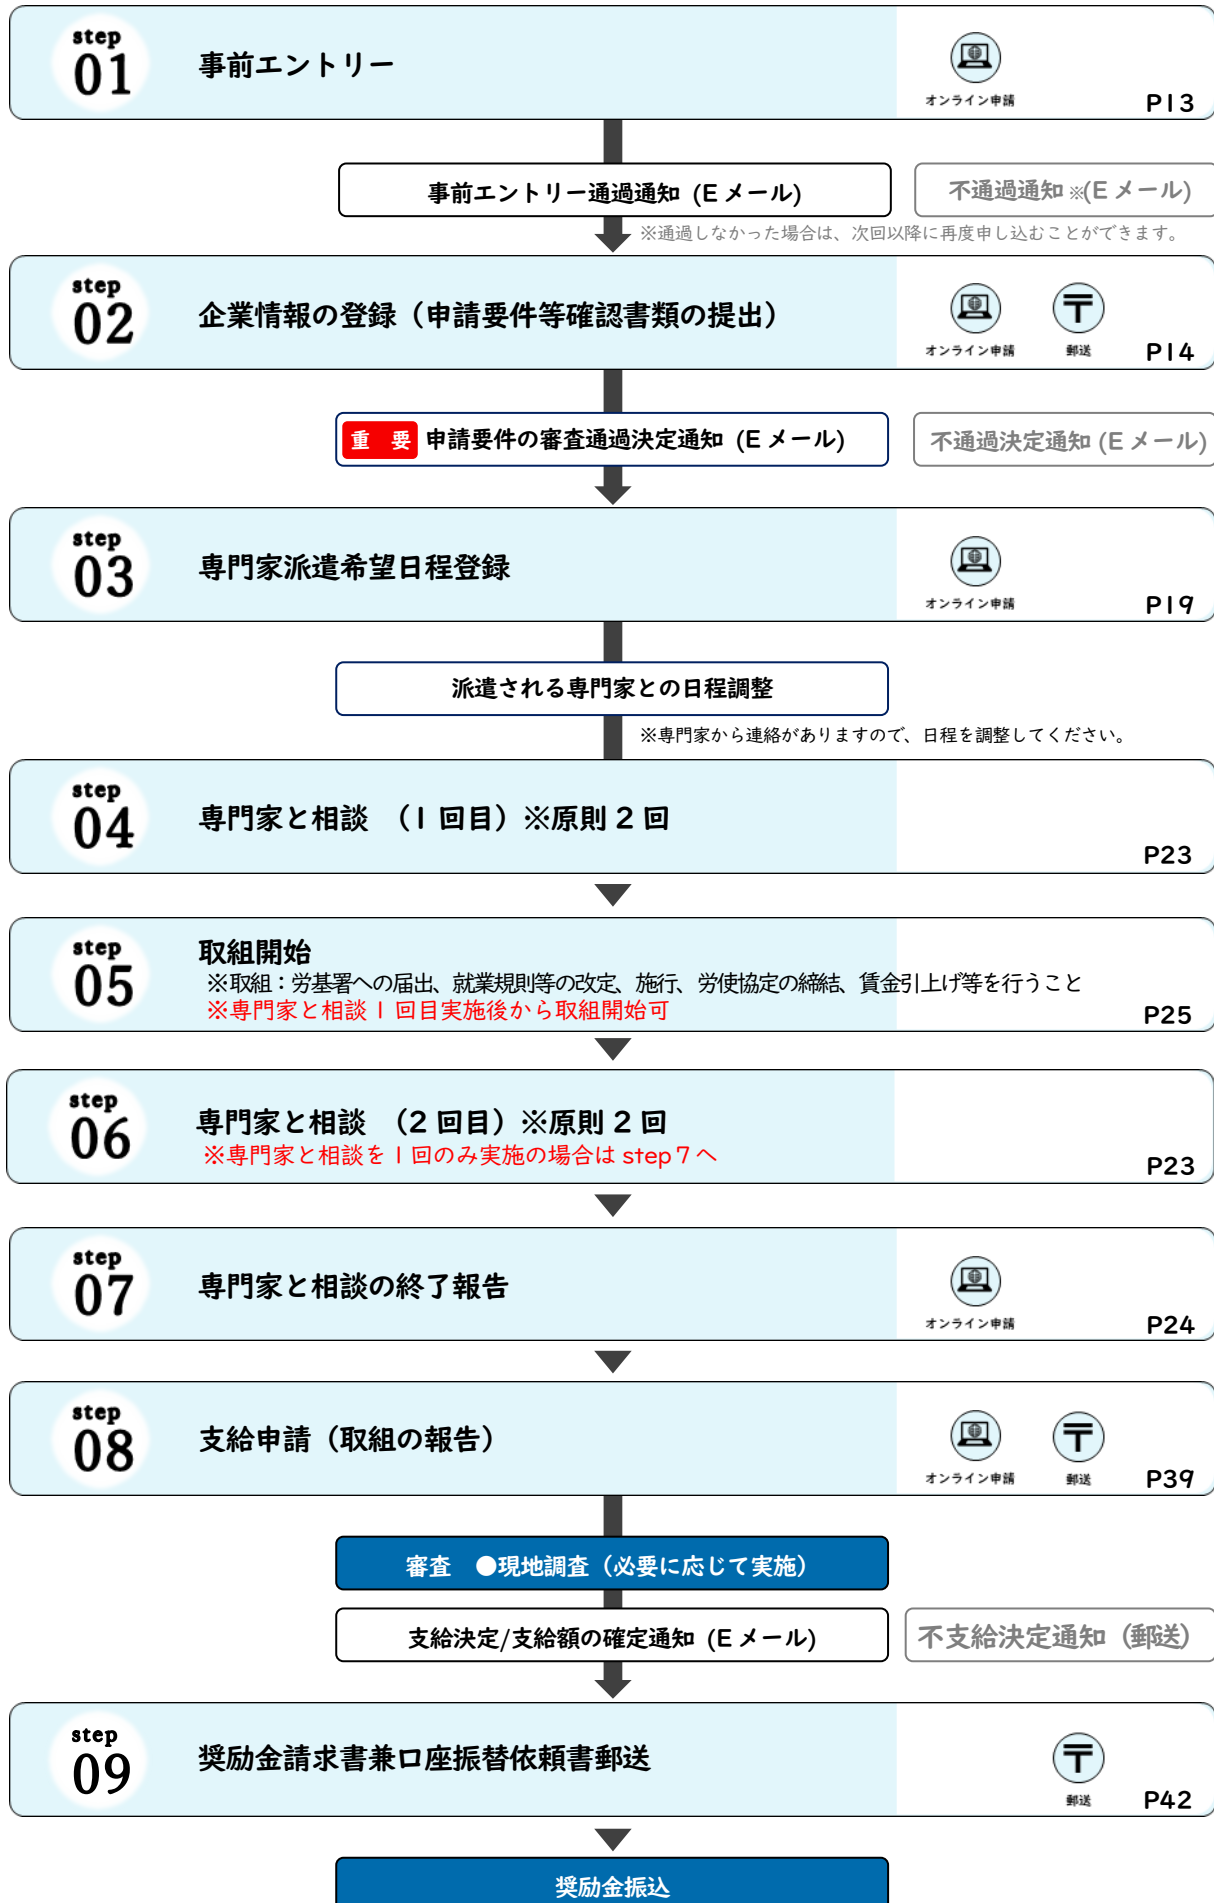 step
01
事前エントリー
オンライン申請
P13
事前エントリー通過通知 (Eメール)
不通過通知※(Eメール)
※通過しなかった場合は、次回以降に再度申し込むことができます。
step
02
企業情報の登録（申請要件等確認書類の提出）
オンライン申請
郵送
P14
重 要 申請要件の審査通過決定通知 (Eメール)
不通過決定通知 (Eメール)
step
03
専門家派遣希望日程登録
オンライン申請
P19
派遣される専門家との日程調整
※専門家から連絡がありますので、日程を調整してください。
step
04
専門家と相談 （1回目）※原則2回
P23
step
05
取組開始
※取組：労基署への届出、就業規則等の改定、施行、労使協定の締結、賃金引上げ等を行うこと
※専門家と相談1回目実施後から取組開始可
P25
step
06
専門家と相談 （2回目）※原則2回
※専門家と相談を1回のみ実施の場合はstep7へ
P23
step
07
専門家と相談の終了報告
オンライン申請
P24
step
08
支給申請（取組の報告）
オンライン申請
郵送
P39
審査 ●現地調査（必要に応じて実施）
支給決定/支給額の確定通知 (Eメール)
不支給決定通知（郵送）
step
09
奨励金請求書兼口座振替依頼書郵送
郵送
P42
奨励金振込